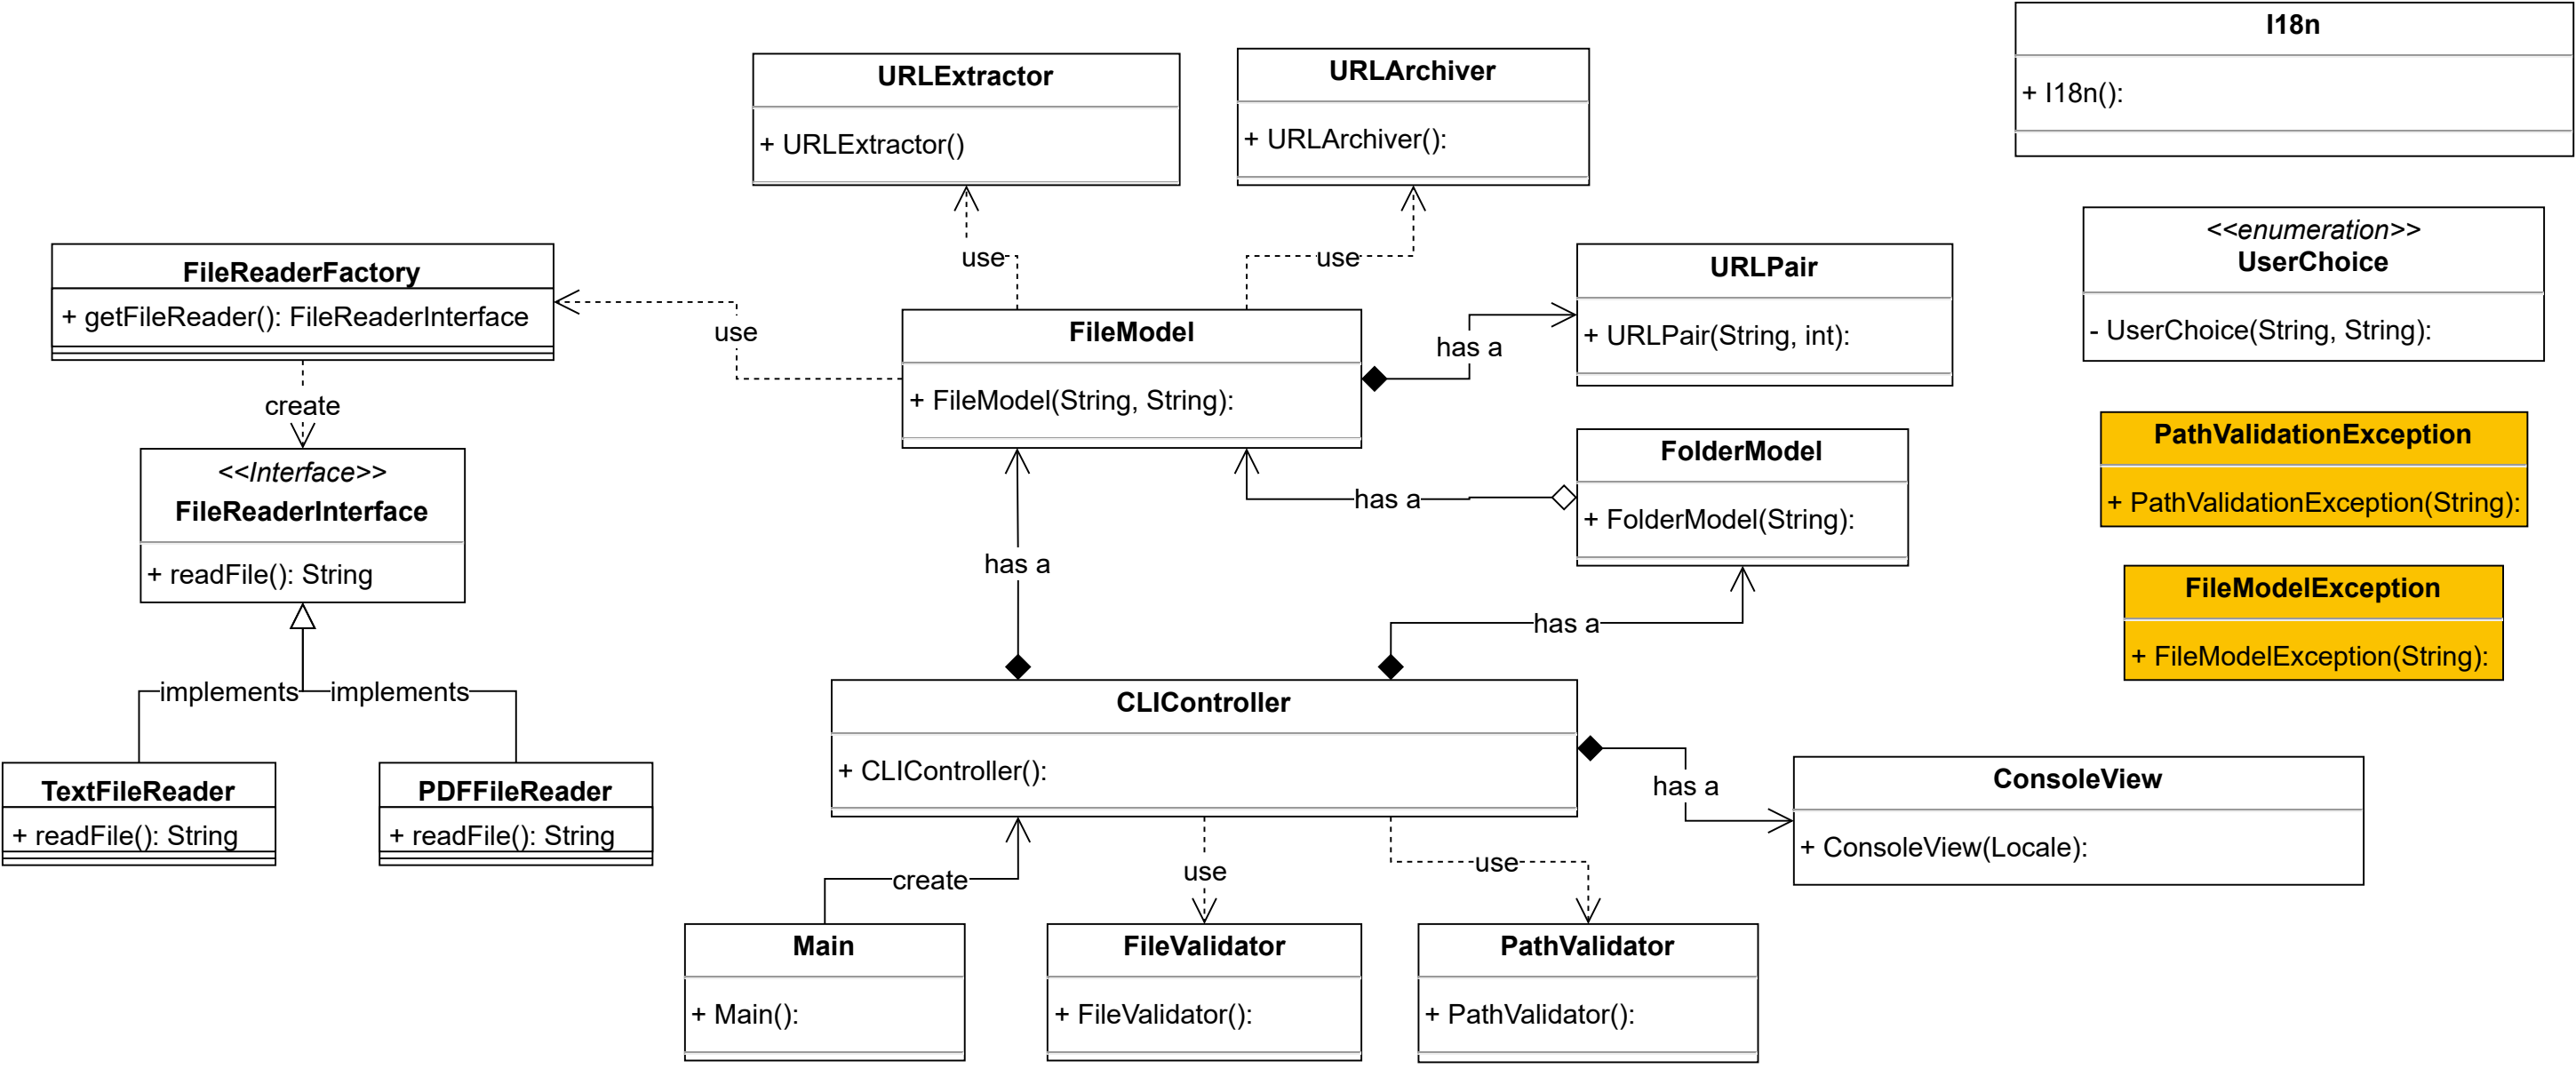 I18n
+ I18n():
URLExtractor
+ URLExtractor()
URLArchiver
+ URLArchiver():
<<enumeration>>
UserChoice
- UserChoice(String, String):
use
use
FileReaderFactory
+ getFileReader(): FileReaderInterface
use
FileModel
+ FileModel(String, String):
has a
URLPair
+ URLPair(String, int):
create
PathValidationException
+ PathValidationException(String):
<<Interface>>
FileReaderInterface
+ readFile(): String
has a
FolderModel
+ FolderModel(String):
has a
has a
FileModelException
+ FileModelException(String):
implements
implements
CLIController
+ CLIController():
TextFileReader
+ readFile(): String
PDFFileReader
+ readFile(): String
has a
ConsoleView
+ ConsoleView(Locale):
create
use
use
Main
+ Main():
FileValidator
+ FileValidator():
PathValidator
+ PathValidator():